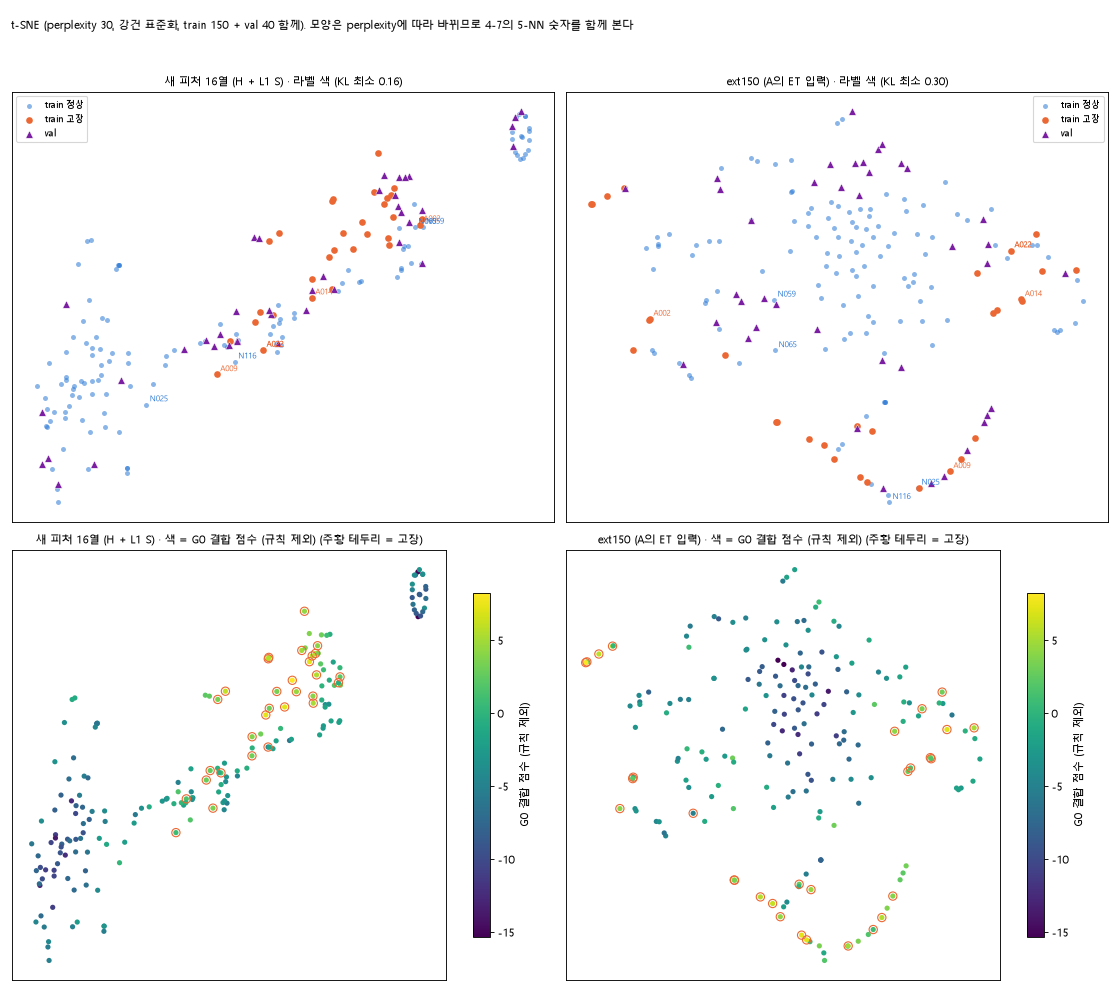 t-SNE (perplexity 30, 강건 표준화, train 150 + val 40 함께). 모양은 perplexity에 따라 바뀌므로 4-7의 5-NN 숫자를 함께 본다
새 피처 16열 (H + L1 S) · 라벨 색 (KL 최소 0.16)
train 정상
train 고장
val
N116
A009
N025
ext150 (A의 ET 입력) · 라벨 색 (KL 최소 0.30)
train 정상
train 고장
val
A022
N059
A014
A002
N065
A009
N025
N116
새 피처 16열 (H + L1 S) · 색 = G0 결합 점수 (규칙 제외) (주황 테두리 = 고장)
5
0
-5
-10
-15
G0 결합 점수 (규칙 제외)
ext150 (A의 ET 입력) · 색 = G0 결합 점수 (규칙 제외) (주황 테두리 = 고장)
5
0
-5
-10
-15
G0 결합 점수 (규칙 제외)